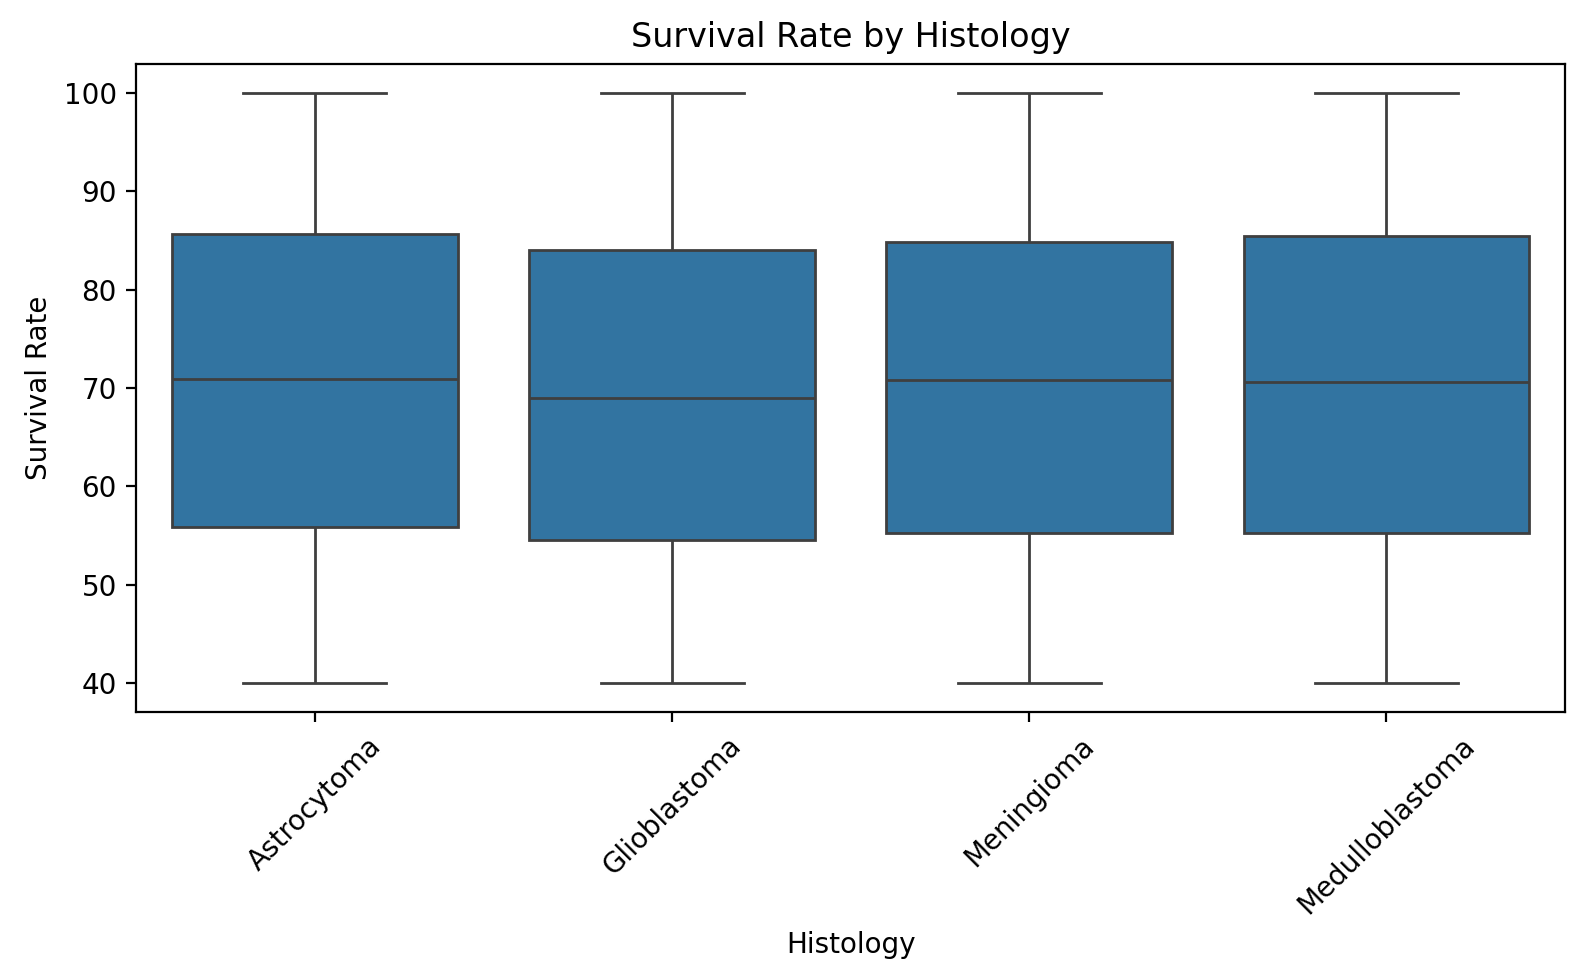 Survival Rate by Histology
Survival Rate
100
90
80
70
60
50
40
Astrocytoma
Glioblastoma
Meningioma
Medulloblastoma
Histology